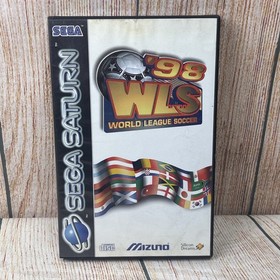 SEGA
SEGA SATURN
'98
WLS
WORLD LEAGUE SOCCER
MIZUNO